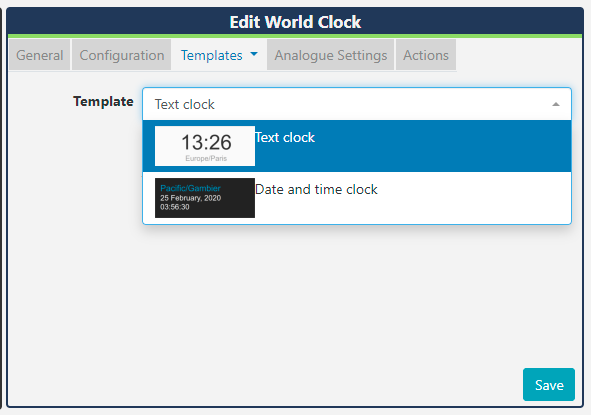 Edit World Clock
General Configuration Templates Analogue Settings Actions
Template Text clock
13:26
Europe/Paris
Text clock
Pacific/Gambier
25 February, 2020
03:56:30
Date and time clock
Save